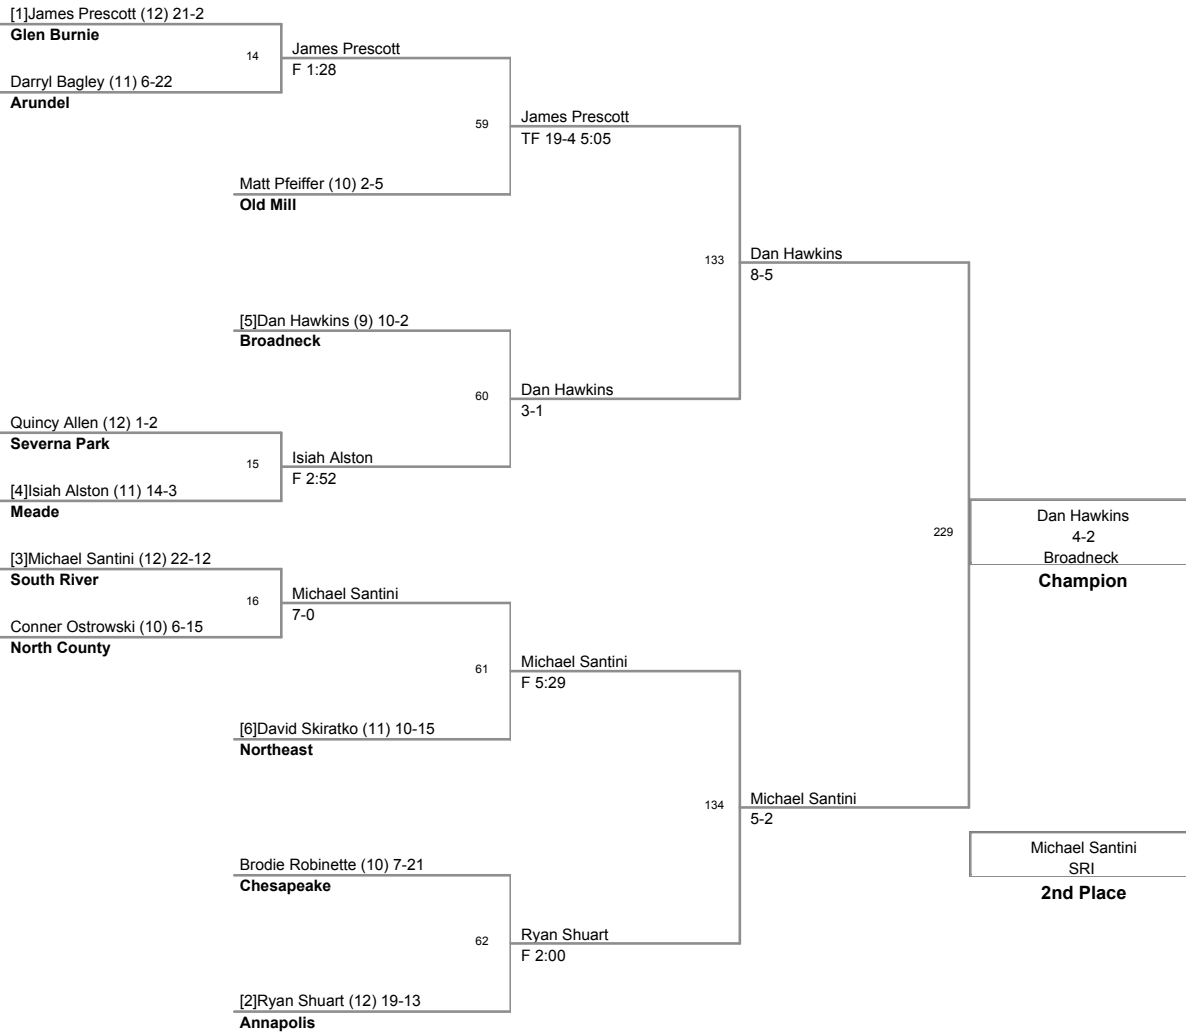 [1]James Prescott (12) 21-2
Glen Burnie
14
James Prescott
F 1:28
Darryl Bagley (11) 6-22
Arundel
59
James Prescott
TF 19-4 5:05
Matt Pfeiffer (10) 2-5
Old Mill
133
Dan Hawkins
8-5
[5]Dan Hawkins (9) 10-2
Broadneck
60
Dan Hawkins
3-1
Quincy Allen (12) 1-2
Severna Park
15
Isiah Alston
F 2:52
[4]Isiah Alston (11) 14-3
Meade
229
Dan Hawkins
4-2
Broadneck
Champion
[3]Michael Santini (12) 22-12
South River
16
Michael Santini
7-0
Conner Ostrowski (10) 6-15
North County
61
Michael Santini
F 5:29
[6]David Skiratko (11) 10-15
Northeast
134
Michael Santini
5-2
Michael Santini
SRI
2nd Place
Brodie Robinette (10) 7-21
Chesapeake
62
Ryan Shuart
F 2:00
[2]Ryan Shuart (12) 19-13
Annapolis